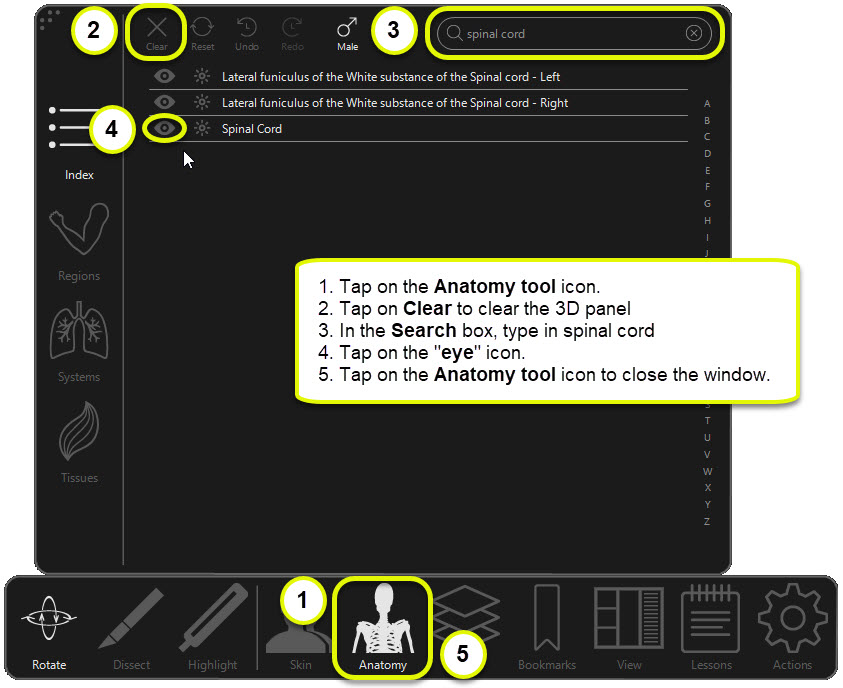 2
Clear
Reset
Undo
Redo
Male
3
spinal cord
Lateral funiculus of the White substance of the Spinal cord - Left
Lateral funiculus of the White substance of the Spinal cord - Right
4
Spinal Cord
Index
Regions
Systems
Tissues
A
B
C
D
E
F
G
H
I
J
1. Tap on the Anatomy tool icon.
2. Tap on Clear to clear the 3D panel
3. In the Search box, type in spinal cord
4. Tap on the "eye" icon.
5. Tap on the Anatomy tool icon to close the window.
S
T
U
V
W
X
Y
Z
1
5
Rotate
Dissect
Highlight
Skin
Anatomy
Bookmarks
View
Lessons
Actions